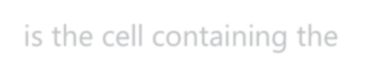 is the cell containing the